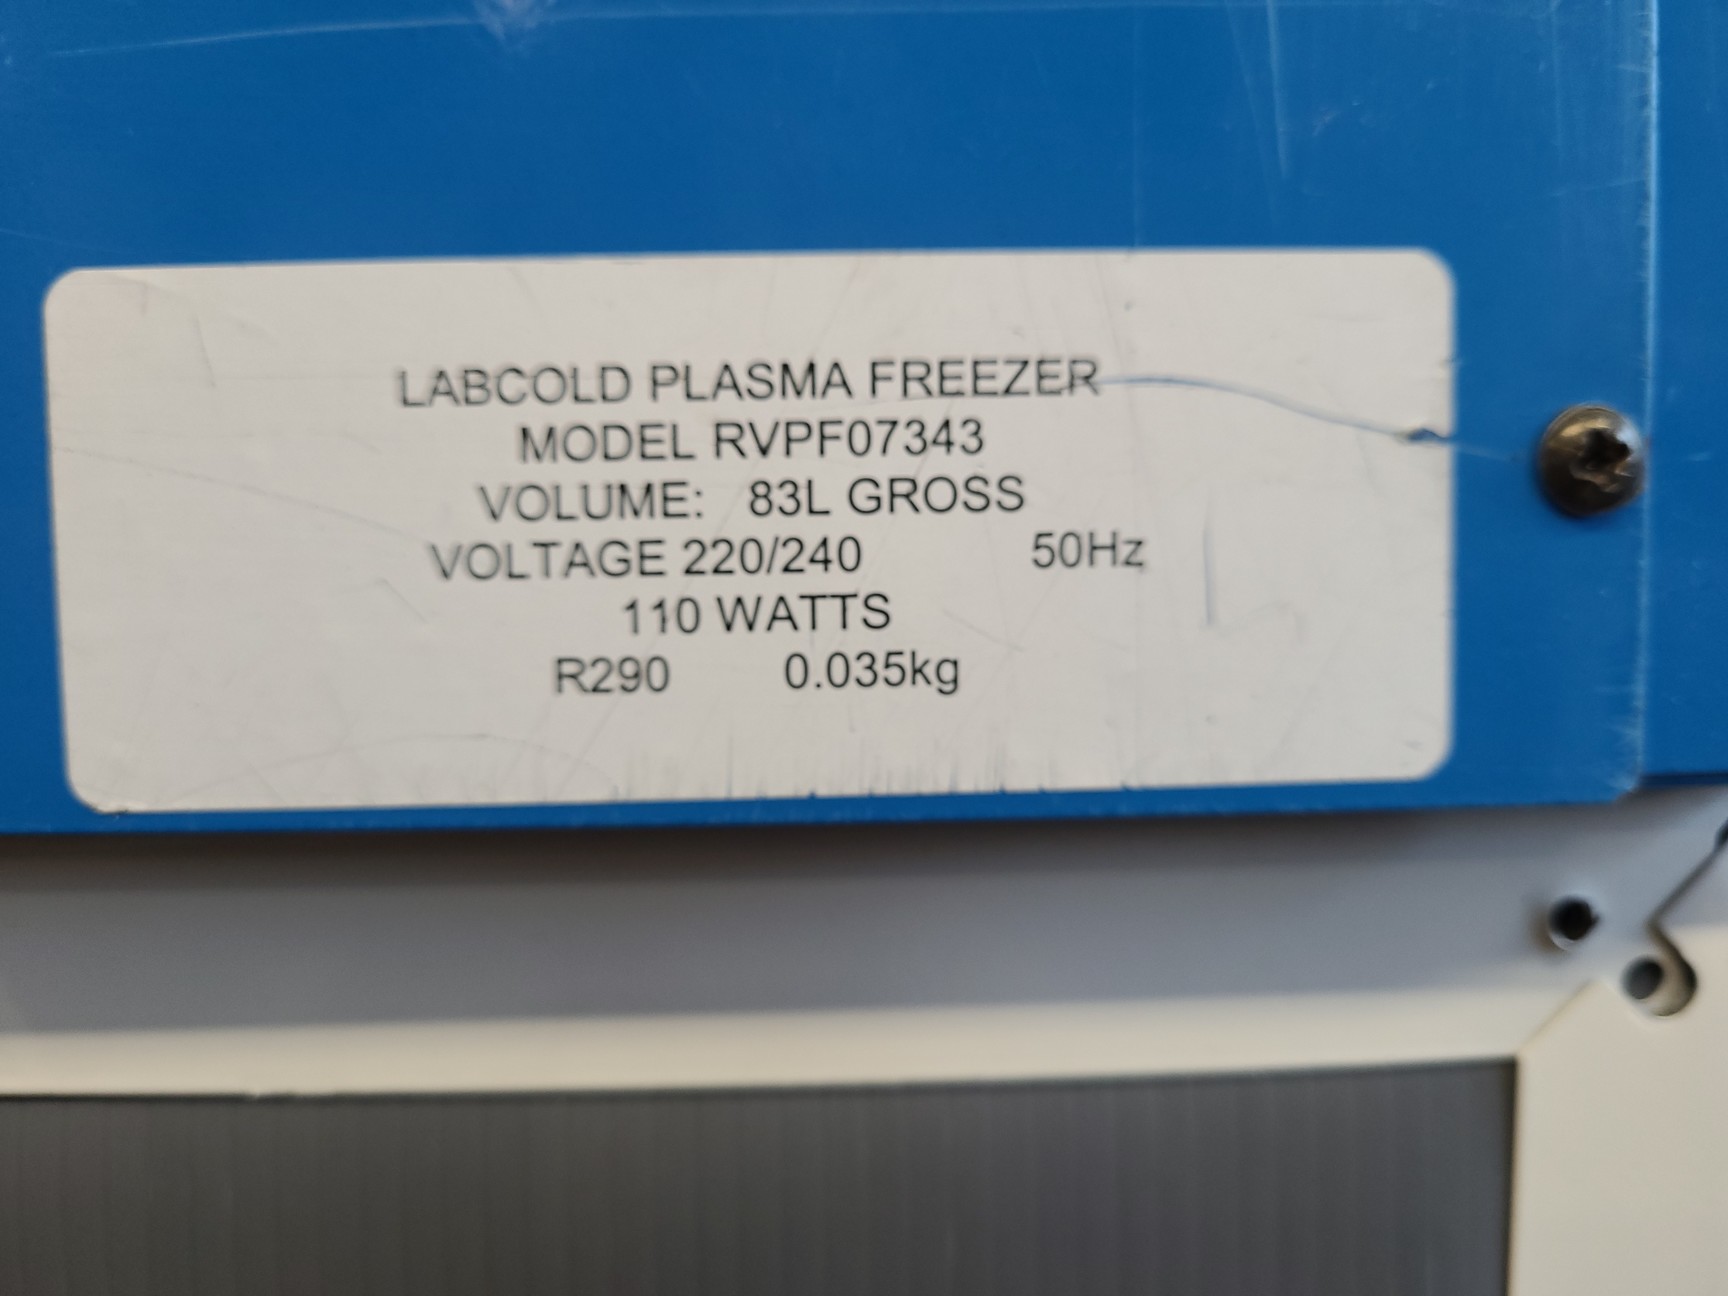 LABCOLD PLASMA FREEZER
MODEL RVPF07343
VOLUME: 83L GROSS
VOLTAGE 220/240 50Hz
110 WATTS
R290 0.035kg